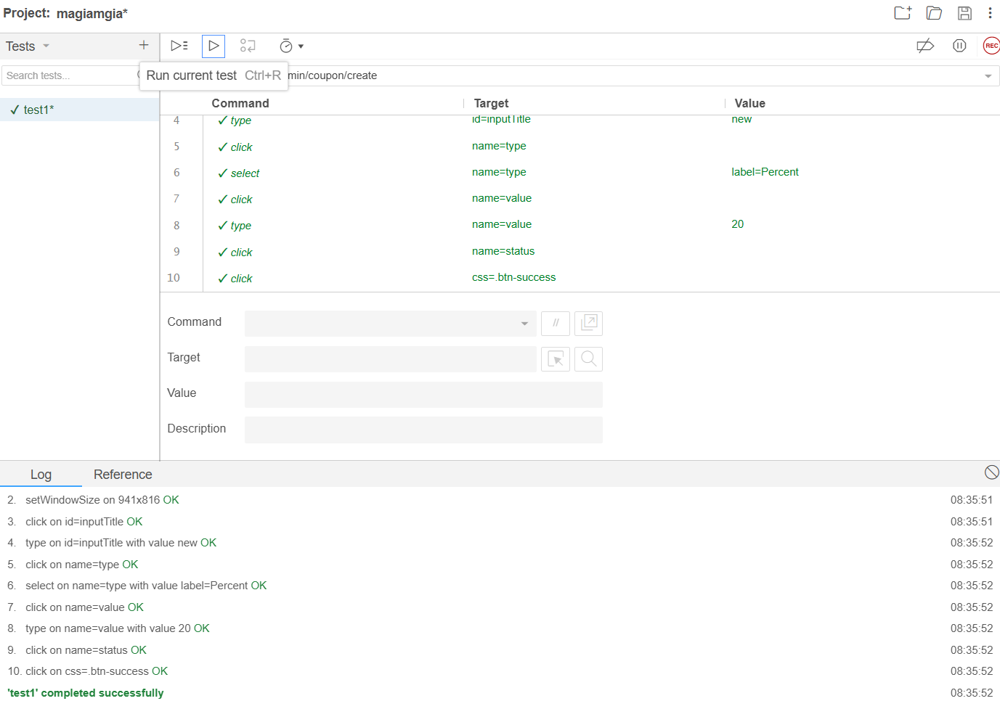 Project: magiamgia*
Tests
REC
Search tests...
Run current test Ctrl+R
min/coupon/create
✓ test1*
Command Target Value
4 ✓ type id=inputTitle new
5 ✓ click name=type
6 ✓ select name=type label=Percent
7 ✓ click name=value
8 ✓ type name=value 20
9 ✓ click name=status
10 ✓ click css=.btn-success
Command //
Target
Value
Description
Log Reference
2. setWindowSize on 941x816 OK 08:35:51
3. click on id=inputTitle OK 08:35:51
4. type on id=inputTitle with value new OK 08:35:52
5. click on name=type OK 08:35:52
6. select on name=type with value label=Percent OK 08:35:52
7. click on name=value OK 08:35:52
8. type on name=value with value 20 OK 08:35:52
9. click on name=status OK 08:35:52
10. click on css=.btn-success OK 08:35:52
'test1' completed successfully 08:35:52